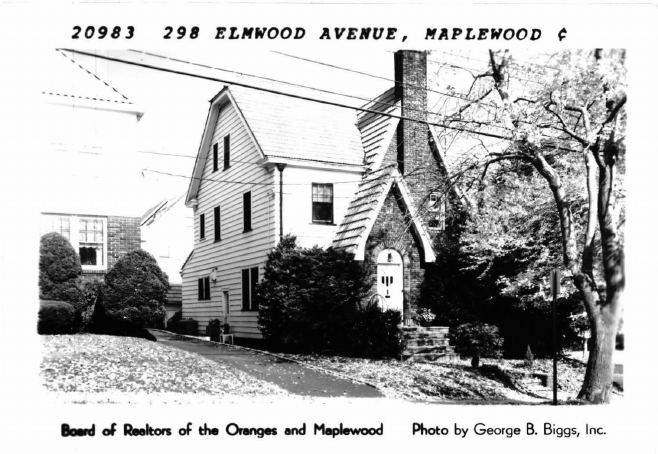 20983 298 ELMWOOD AVENUE, MAPLEWOOD ¢
Board of Realtors of the Oranges and Maplewood Photo by George B. Biggs, Inc.